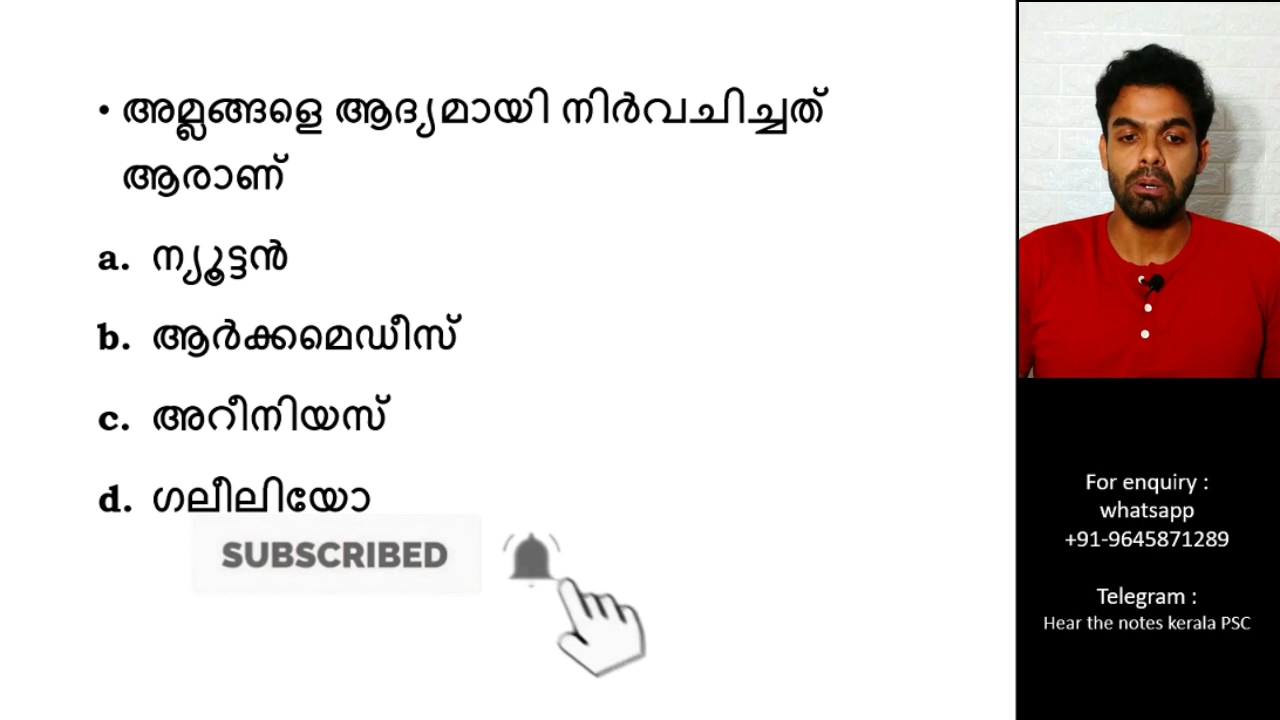 • അമ്ലങ്ങളെ ആദ്യമായി നിർവചിച്ചത്
ആരാണ്
a. ന്യൂട്ടൻ
b. ആർക്കമെഡീസ്
c. അറീനിയസ്
d. ഗലീലിയോ
SUBSCRIBED
For enquiry :
whatsapp
+91-9645871289
Telegram :
Hear the notes kerala PSC